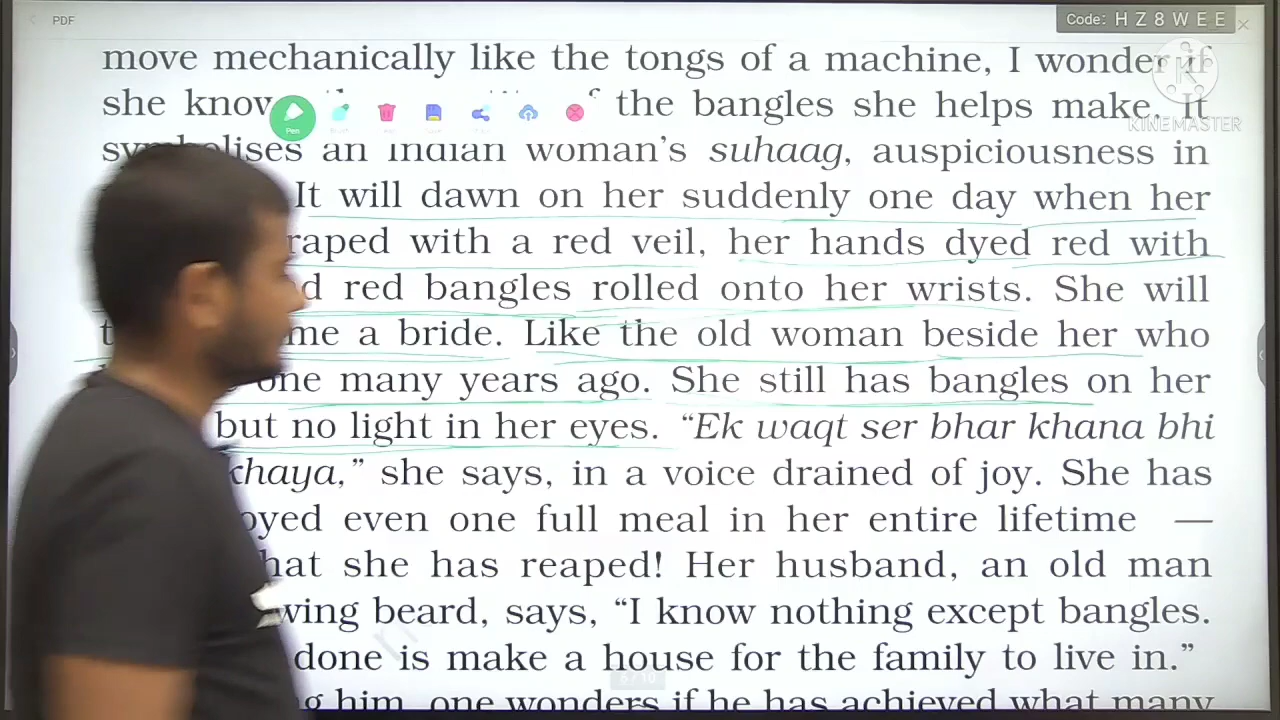 PDF
Code: H Z 8 W E E
move mechanically like the tongs of a machine, I wonder if
KINEMASTER
she know of the bangles she helps make. It
Pen
symbolises an Indian woman's suhaag, auspiciousness in
It will dawn on her suddenly one day when her
raped with a red veil, her hands dyed red with
d red bangles rolled onto her wrists. She will
t me a bride. Like the old woman beside her who
one many years ago. She still has bangles on her
but no light in her eyes. “Ek waqt ser bhar khana bhi
khaya,” she says, in a voice drained of joy. She has
oyed even one full meal in her entire lifetime —
hat she has reaped! Her husband, an old man
wing beard, says, “I know nothing except bangles.
done is make a house for the family to live in.”
6 / 10
g him, one wonders if he has achieved what many